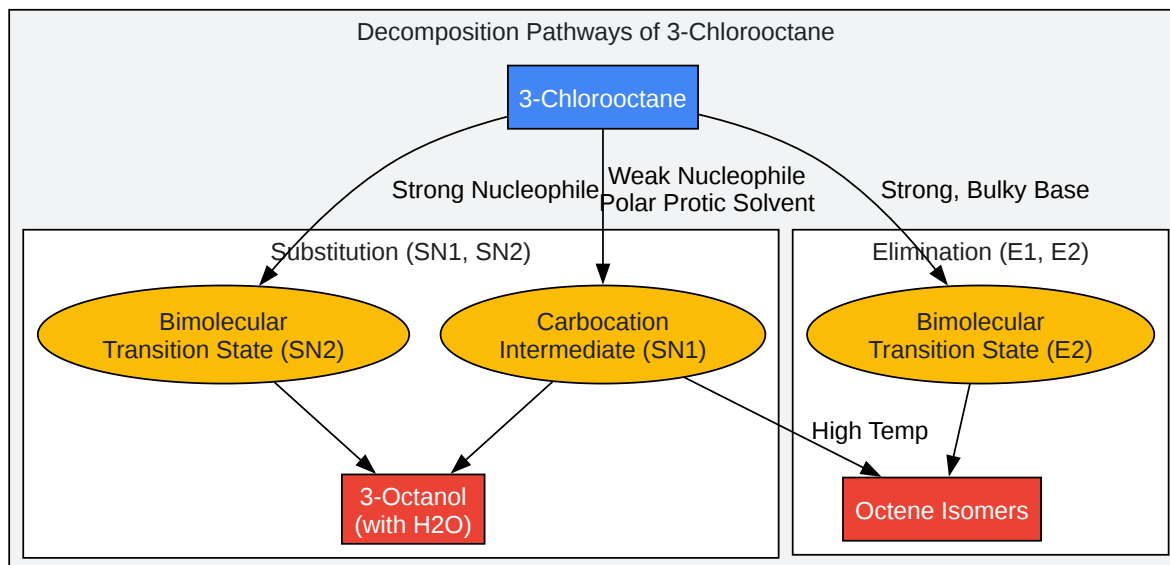 Decomposition Pathways of 3-Chlorooctane
3-Chlorooctane
Strong Nucleophile
Weak Nucleophile
Polar Protic Solvent
Strong, Bulky Base
Substitution (SN1, SN2)
Elimination (E1, E2)
Bimolecular
Transition State (SN2)
Carbocation
Intermediate (SN1)
Bimolecular
Transition State (E2)
High Temp
3-Octanol
(with H2O)
Octene Isomers